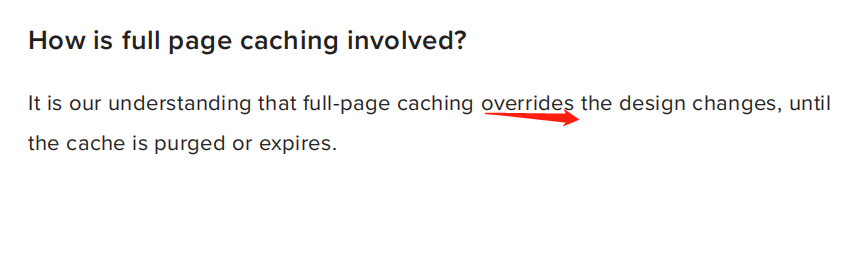 How is full page caching involved?
It is our understanding that full-page caching overrides the design changes, until
the cache is purged or expires.